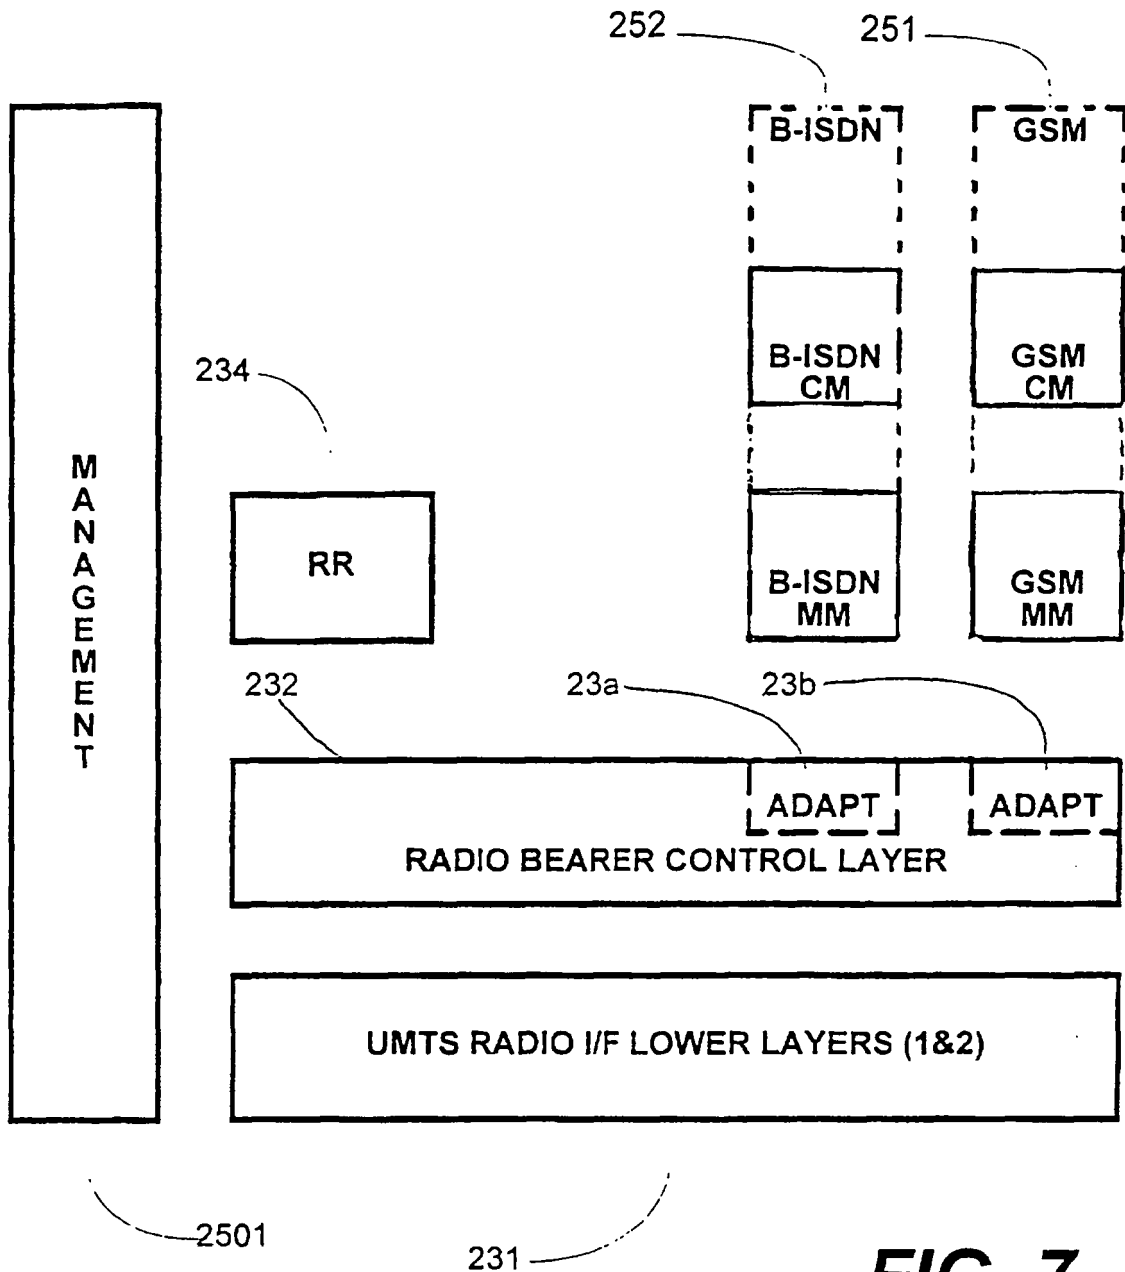 252
251
B-ISDN
GSM
B-ISDN
CM
GSM
CM
234
MANAGEMENT
RR
B-ISDN
MM
GSM
MM
232
23a
23b
ADAPT
ADAPT
RADIO BEARER CONTROL LAYER
UMTS RADIO I/F LOWER LAYERS (1&2)
2501
231
FIG. 7